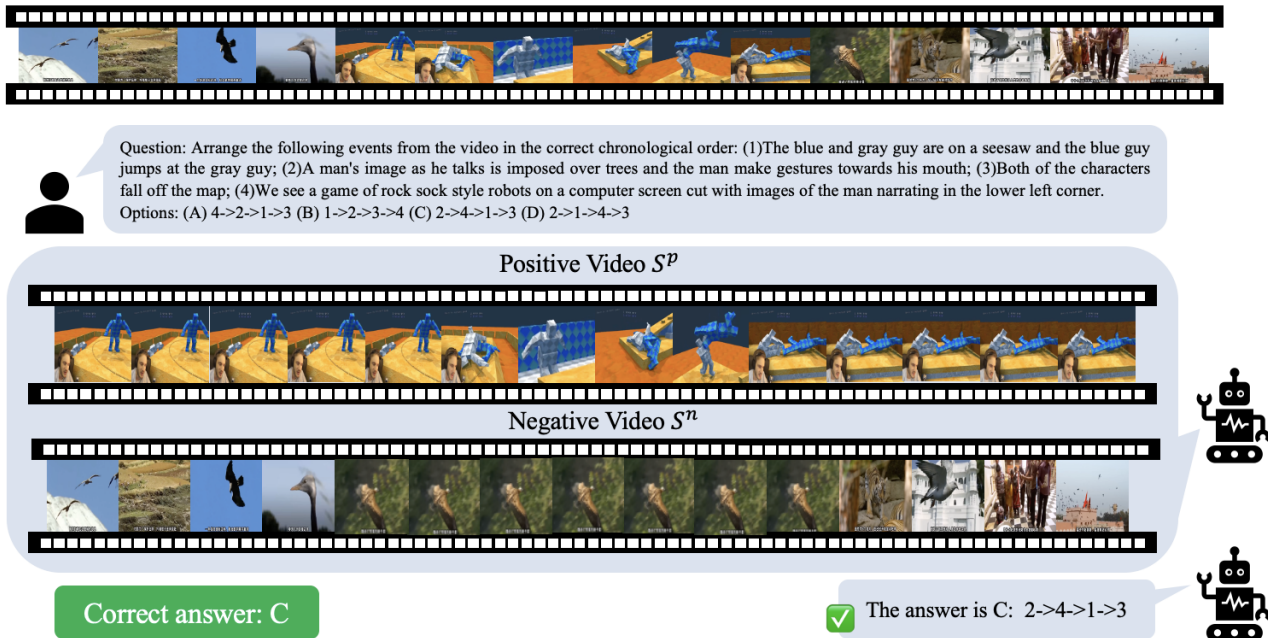 Question: Arrange the following events from the video in the correct chronological order: (1)The blue and gray guy are on a seesaw and the blue guy
jumps at the gray guy; (2)A man's image as he talks is imposed over trees and the man make gestures towards his mouth; (3)Both of the characters
fall off the map; (4)We see a game of rock sock style robots on a computer screen cut with images of the man narrating in the lower left corner.
Options: (A) 4->2->1->3 (B) 1->2->3->4 (C) 2->4->1->3 (D) 2->1->4->3
Positive Video Sᵖ
Negative Video Sⁿ
Correct answer: C
The answer is C: 2->4->1->3